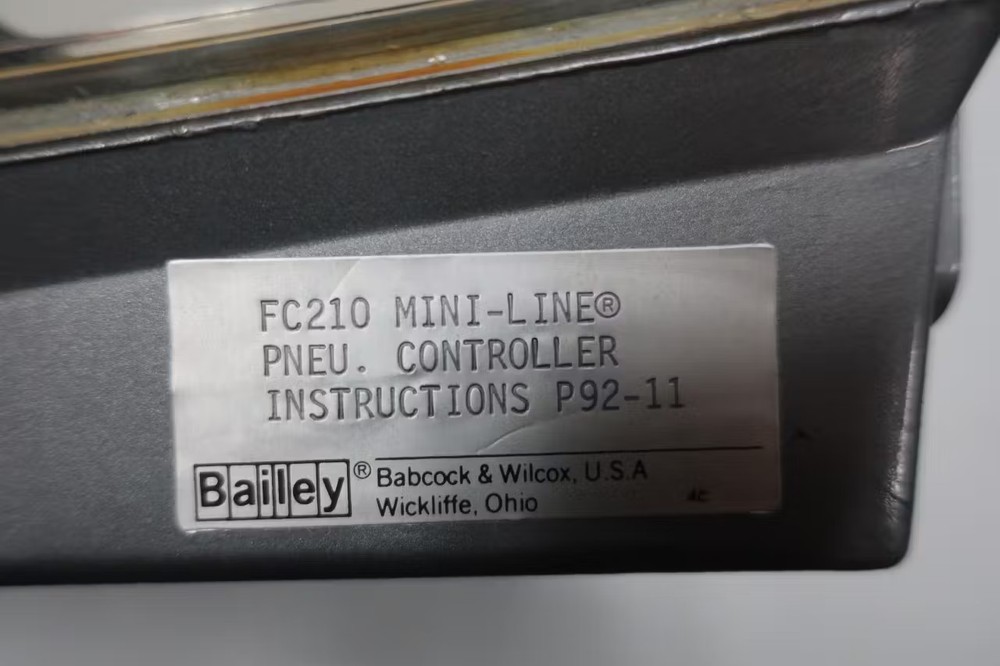 FC210 MINI-LINE®
PNEU. CONTROLLER
INSTRUCTIONS P92-11
Bailey® Babcock & Wilcox, U.S.A
Wickliffe, Ohio